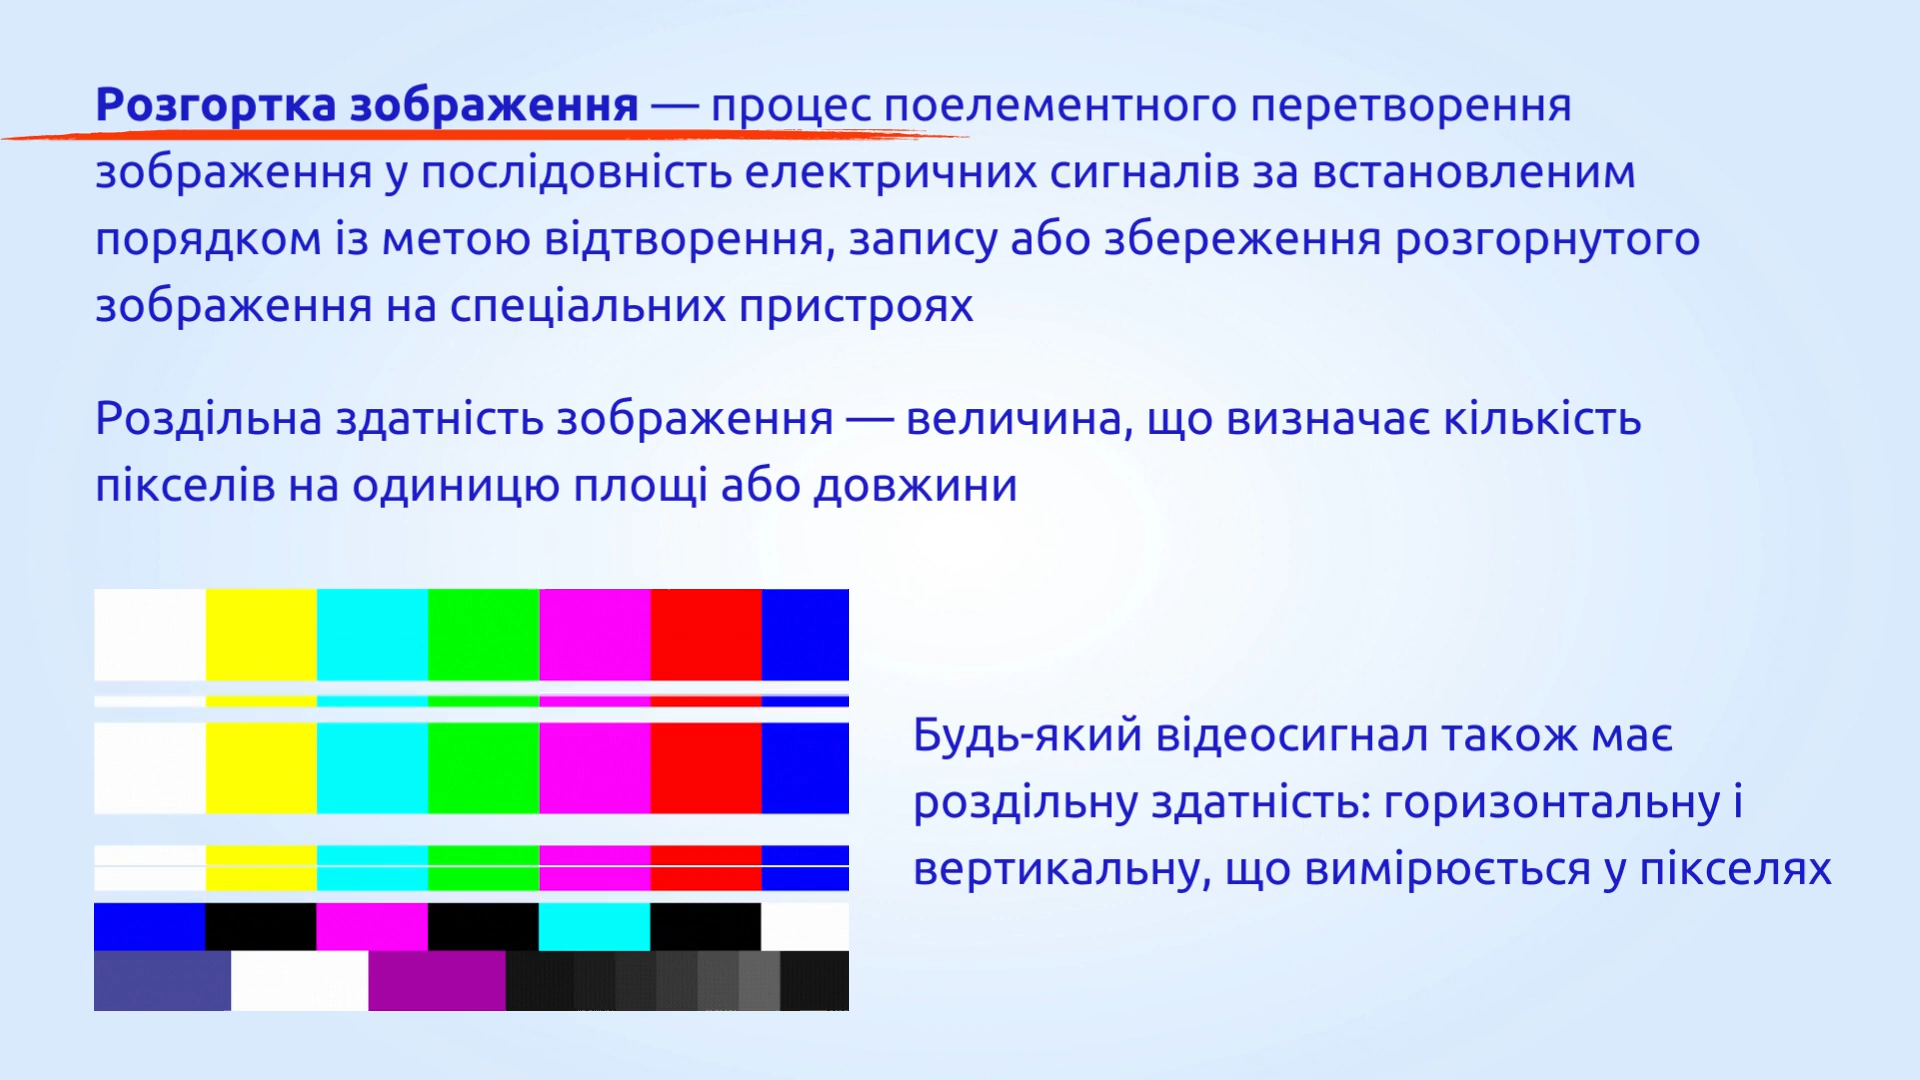 Розгортка зображення — процес поелементного перетворення
зображення у послідовність електричних сигналів за встановленим
порядком із метою відтворення, запису або збереження розгорнутого
зображення на спеціальних пристроях
Роздільна здатність зображення — величина, що визначає кількість
пікселів на одиницю площі або довжини
Будь-який відеосигнал також має
роздільну здатність: горизонтальну і
вертикальну, що вимірюється у пікселях